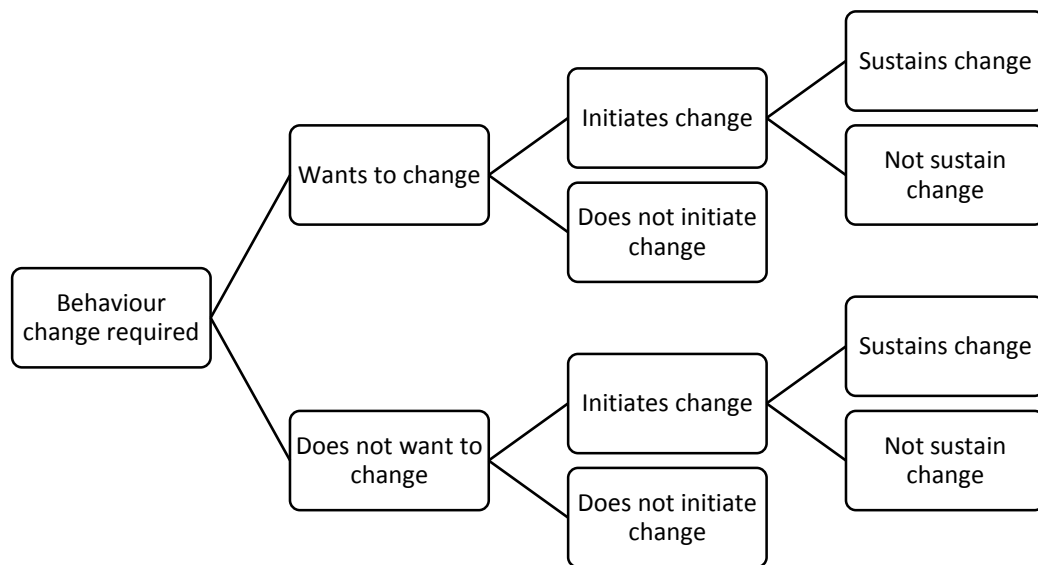 Behaviour
change required
Wants to change
Initiates change
Sustains change
Not sustain
change
Does not initiate
change
Does not want to
change
Initiates change
Sustains change
Not sustain
change
Does not initiate
change